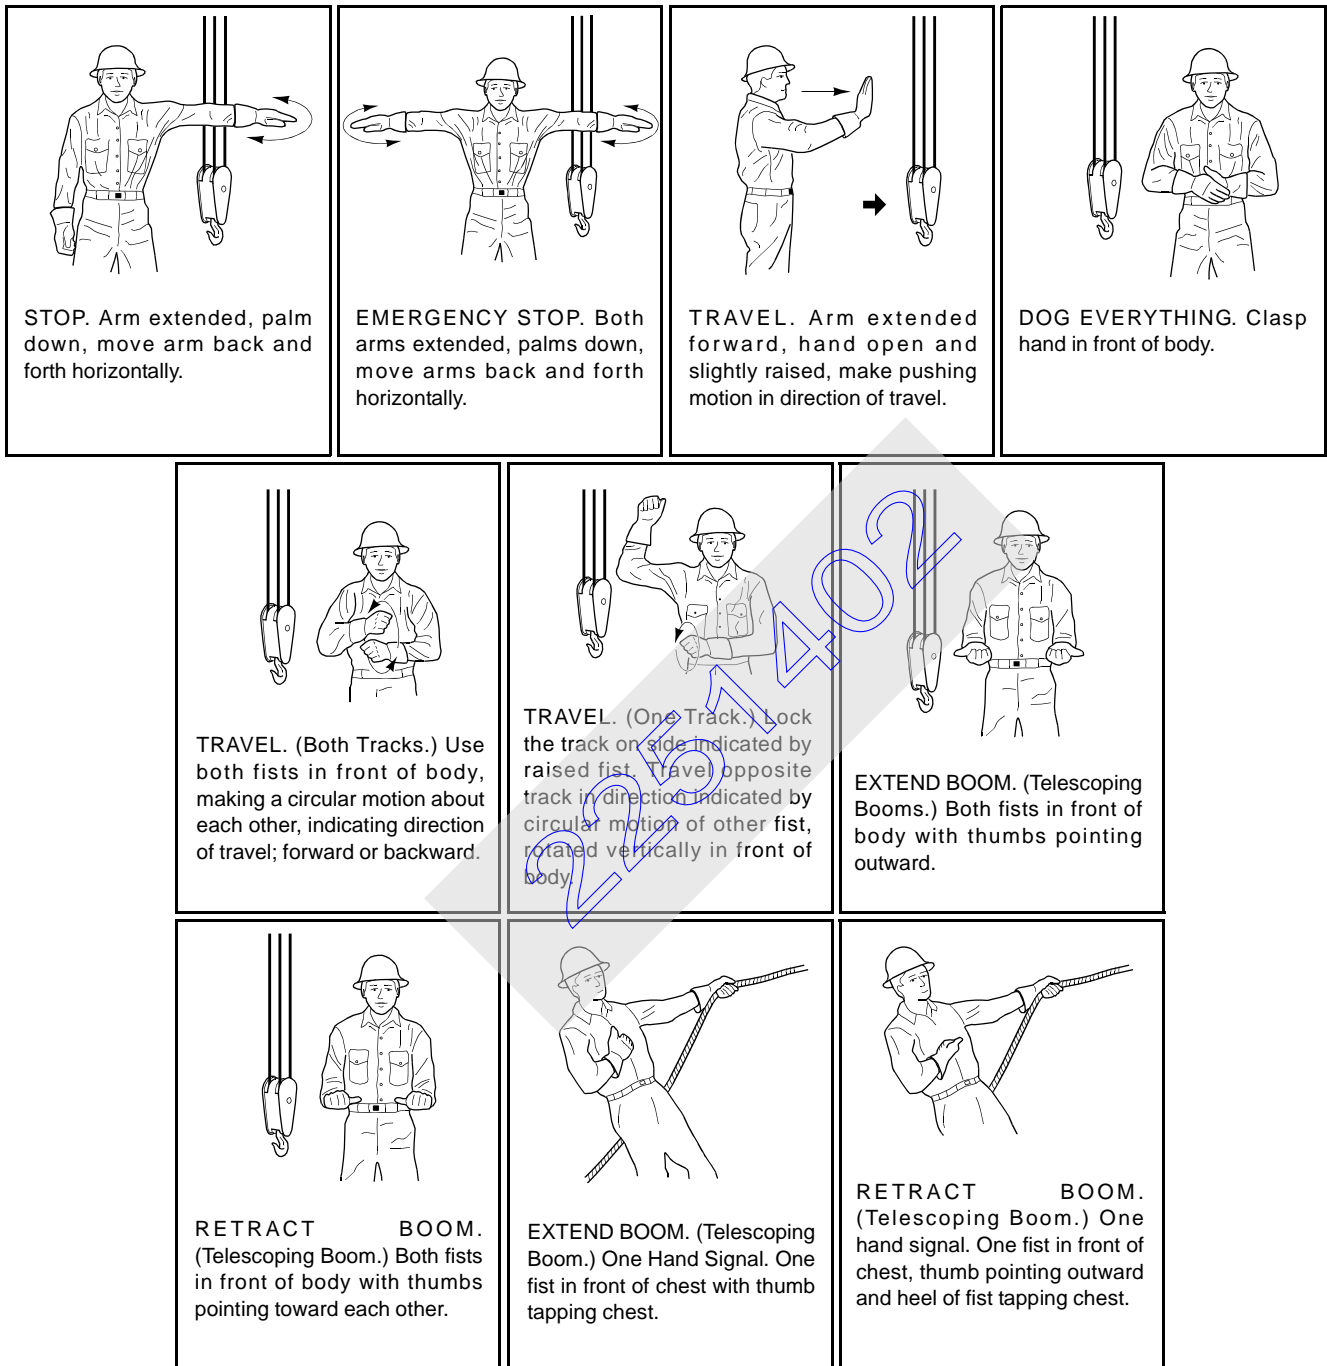 STOP. Arm extended, palm
down, move arm back and
forth horizontally.
EMERGENCY STOP. Both
arms extended, palms down,
move arms back and forth
horizontally.
TRAVEL. Arm extended
forward, hand open and
slightly raised, make pushing
motion in direction of travel.
DOG EVERYTHING. Clasp
hand in front of body.
TRAVEL. (Both Tracks.) Use
both fists in front of body,
making a circular motion about
each other, indicating direction
of travel; forward or backward.
TRAVEL. (One Track.) Lock
the track on side indicated by
raised fist. Travel opposite
track in direction indicated by
circular motion of other fist,
rotated vertically in front of
body.
EXTEND BOOM. (Telescoping
Booms.) Both fists in front of
body with thumbs pointing
outward.
2251402
RETRACT BOOM.
(Telescoping Boom.) Both fists
in front of body with thumbs
pointing toward each other.
EXTEND BOOM. (Telescoping
Boom.) One Hand Signal. One
fist in front of chest with thumb
tapping chest.
RETRACT BOOM.
(Telescoping Boom.) One
hand signal. One fist in front of
chest, thumb pointing outward
and heel of fist tapping chest.